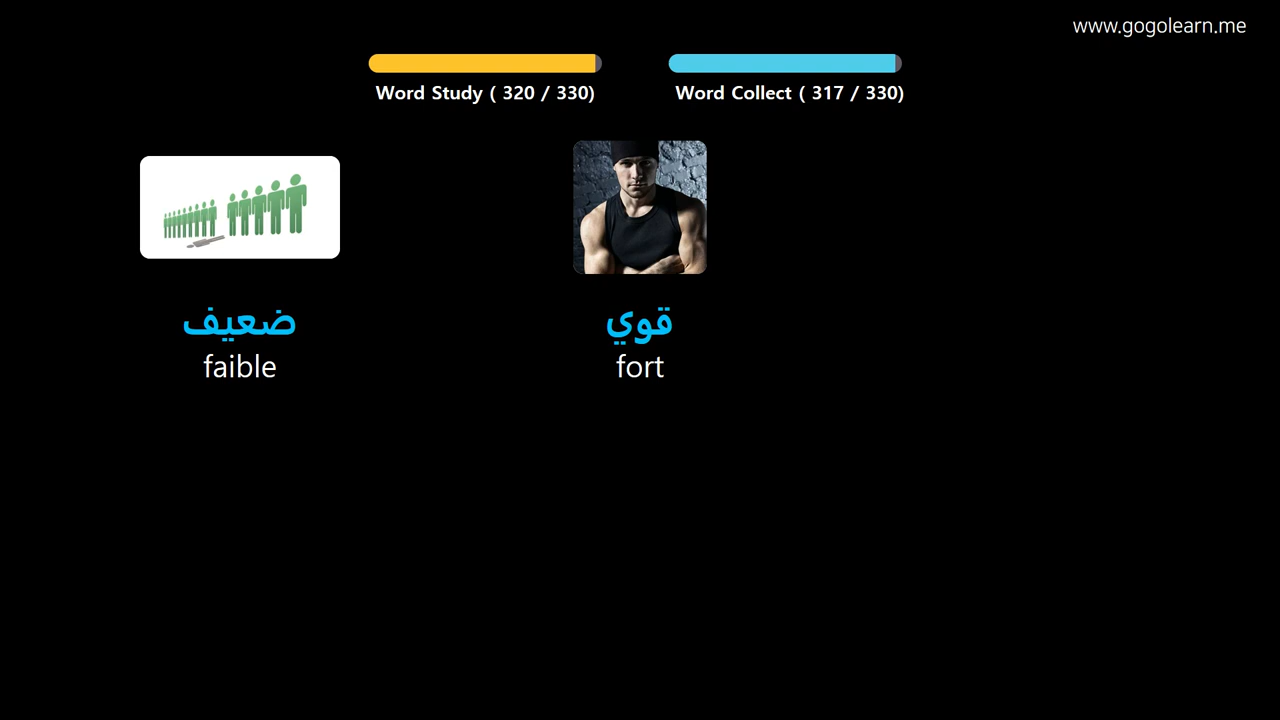 www.gogolearn.me
Word Study ( 320 / 330)
Word Collect ( 317 / 330)
ضعيف
faible
قوي
fort